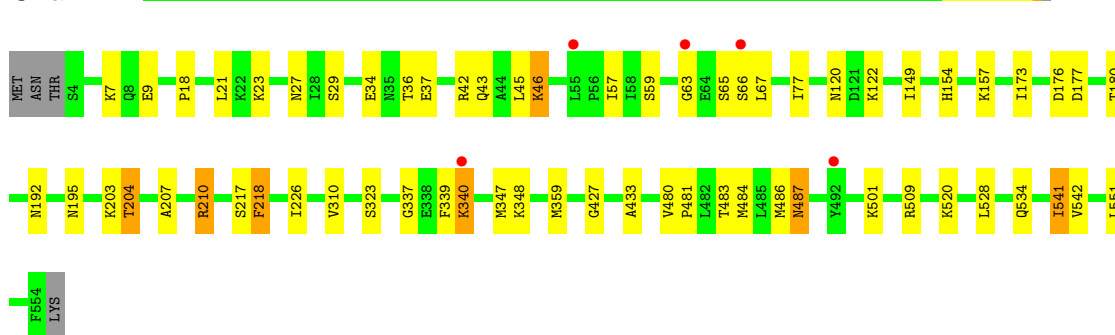 MET ASN THR S4 K7 Q8 E9 P18 L21 K22 K23 N27 I28 S29 E34 N35 T36 E37 R42 Q43 A44 L45 K46 L55 P56 I57 I58 S59 G63 E64 S65 S66 L67 I77 N120 D121 K122 I149 H154 K157 I173 D176 D177
N192 N195 K203 T204 A207 R210 S217 F218 I226 V310 S323 G337 E338 F339 K340 M347 K348 M359 G427 A433 V480 P481 L482 T483 M484 L485 M486 N487 Y492 K501 R509 K520 L528 Q534 I541 V542 L551
F554 LYS